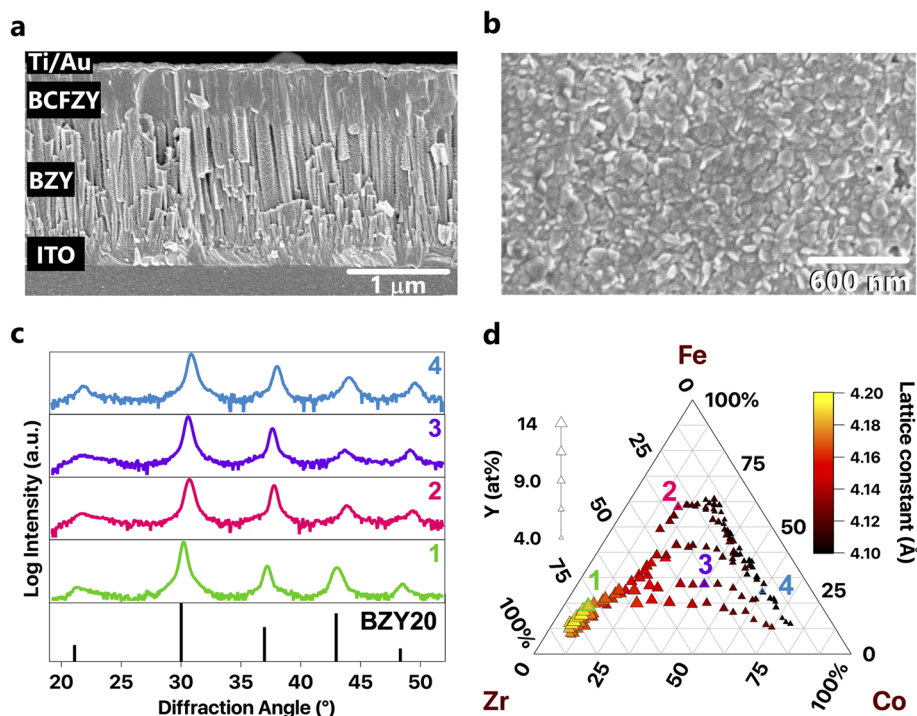 a
Ti/Au
BCFZY
BZY
ITO
1 μm
b
600 nm
c
Log Intensity (a.u.)
4
3
2
1
BZY20
20 25 30 35 40 45 50
Diffraction Angle (°)
d
Fe
0 100%
25 75
50 50
75 25
100% 0
0 25 50 75 100%
Zr
Co
Y (at%)
14
9.0
4.0
1
2
3
4
4.20
4.18
4.15
4.12
4.10
Lattice constant (Å)